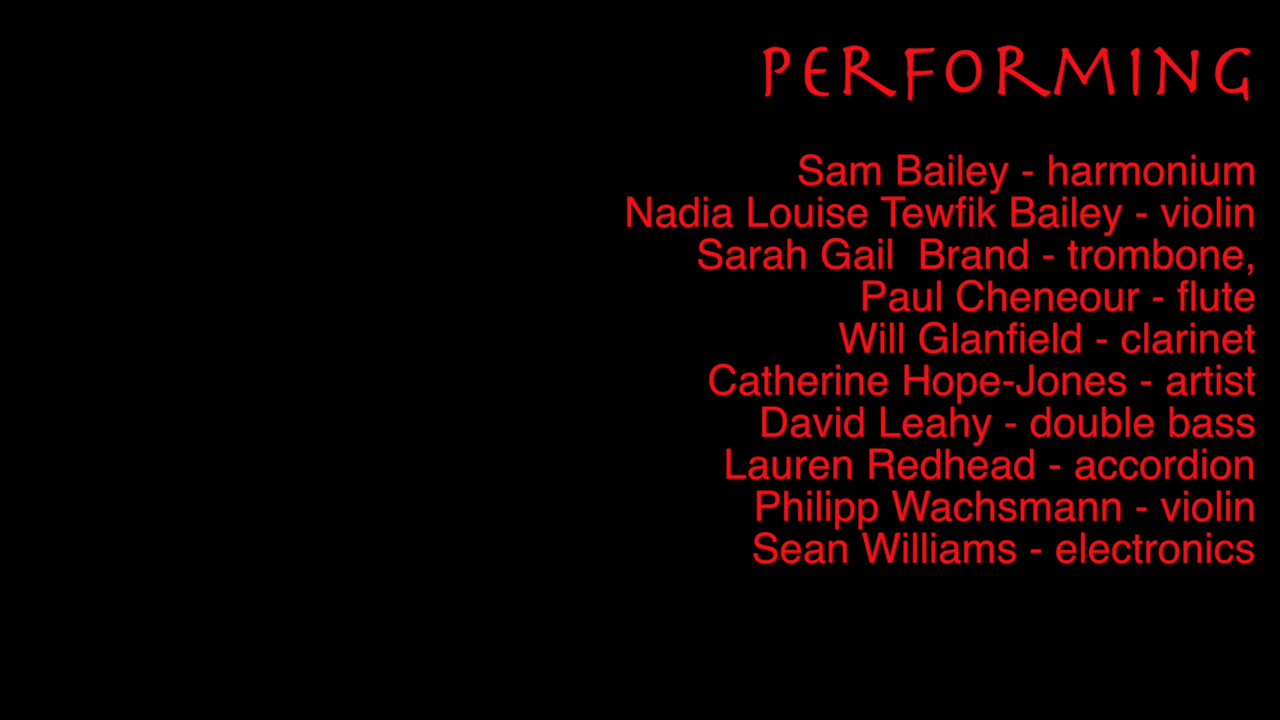 PERFORMING
Sam Bailey - harmonium
Nadia Louise Tewfik Bailey - violin
Sarah Gail  Brand - trombone,
Paul Cheneour - flute
Will Glanfield - clarinet
Catherine Hope-Jones - artist
David Leahy - double bass
Lauren Redhead - accordion
Philipp Wachsmann - violin
Sean Williams - electronics